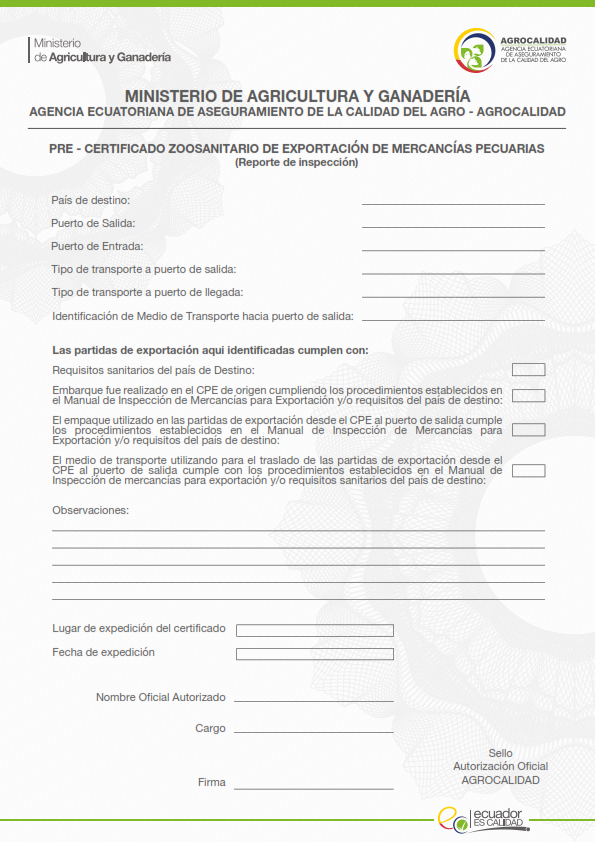 Ministerio
de Agricultura y Ganadería
AGROCALIDAD
AGENCIA ECUATORIANA
DE ASEGURAMIENTO
DE LA CALIDAD DEL AGRO
MINISTERIO DE AGRICULTURA Y GANADERÍA
AGENCIA ECUATORIANA DE ASEGURAMIENTO DE LA CALIDAD DEL AGRO - AGROCALIDAD
PRE - CERTIFICADO ZOOSANITARIO DE EXPORTACIÓN DE MERCANCÍAS PECUARIAS
(Reporte de inspección)
País de destino:
Puerto de Salida:
Puerto de Entrada:
Tipo de transporte a puerto de salida:
Tipo de transporte a puerto de llegada:
Identificación de Medio de Transporte hacia puerto de salida:
Las partidas de exportación aqui identificadas cumplen con:
Requisitos sanitarios del país de Destino:
Embarque fue realizado en el CPE de origen cumpliendo los procedimientos establecidos en
el Manual de Inspección de Mercancías para Exportación y/o requisitos del país de destino:
El empaque utilizado en las partidas de exportación desde el CPE al puerto de salida cumple
los procedimientos establecidos en el Manual de Inspección de Mercancías para
Exportación y/o requisitos del país de destino:
El medio de transporte utilizando para el traslado de las partidas de exportación desde el
CPE al puerto de salida cumple con los procedimientos establecidos en el Manual de
Inspección de mercancías para exportación y/o requisitos sanitarios del país de destino:
Observaciones:
Lugar de expedición del certificado
Fecha de expedición
Nombre Oficial Autorizado
Cargo
Sello
Autorización Oficial
AGROCALIDAD
Firma
ecuador
ES CALIDAD